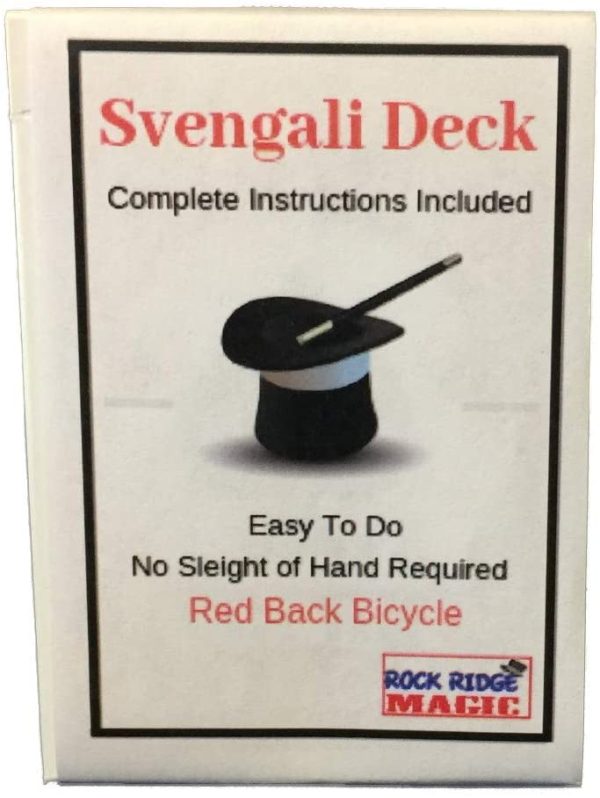 Svengali Deck
Complete Instructions Included
Easy To Do
No Sleight of Hand Required
Red Back Bicycle
ROCK RIDGE
MAGIC